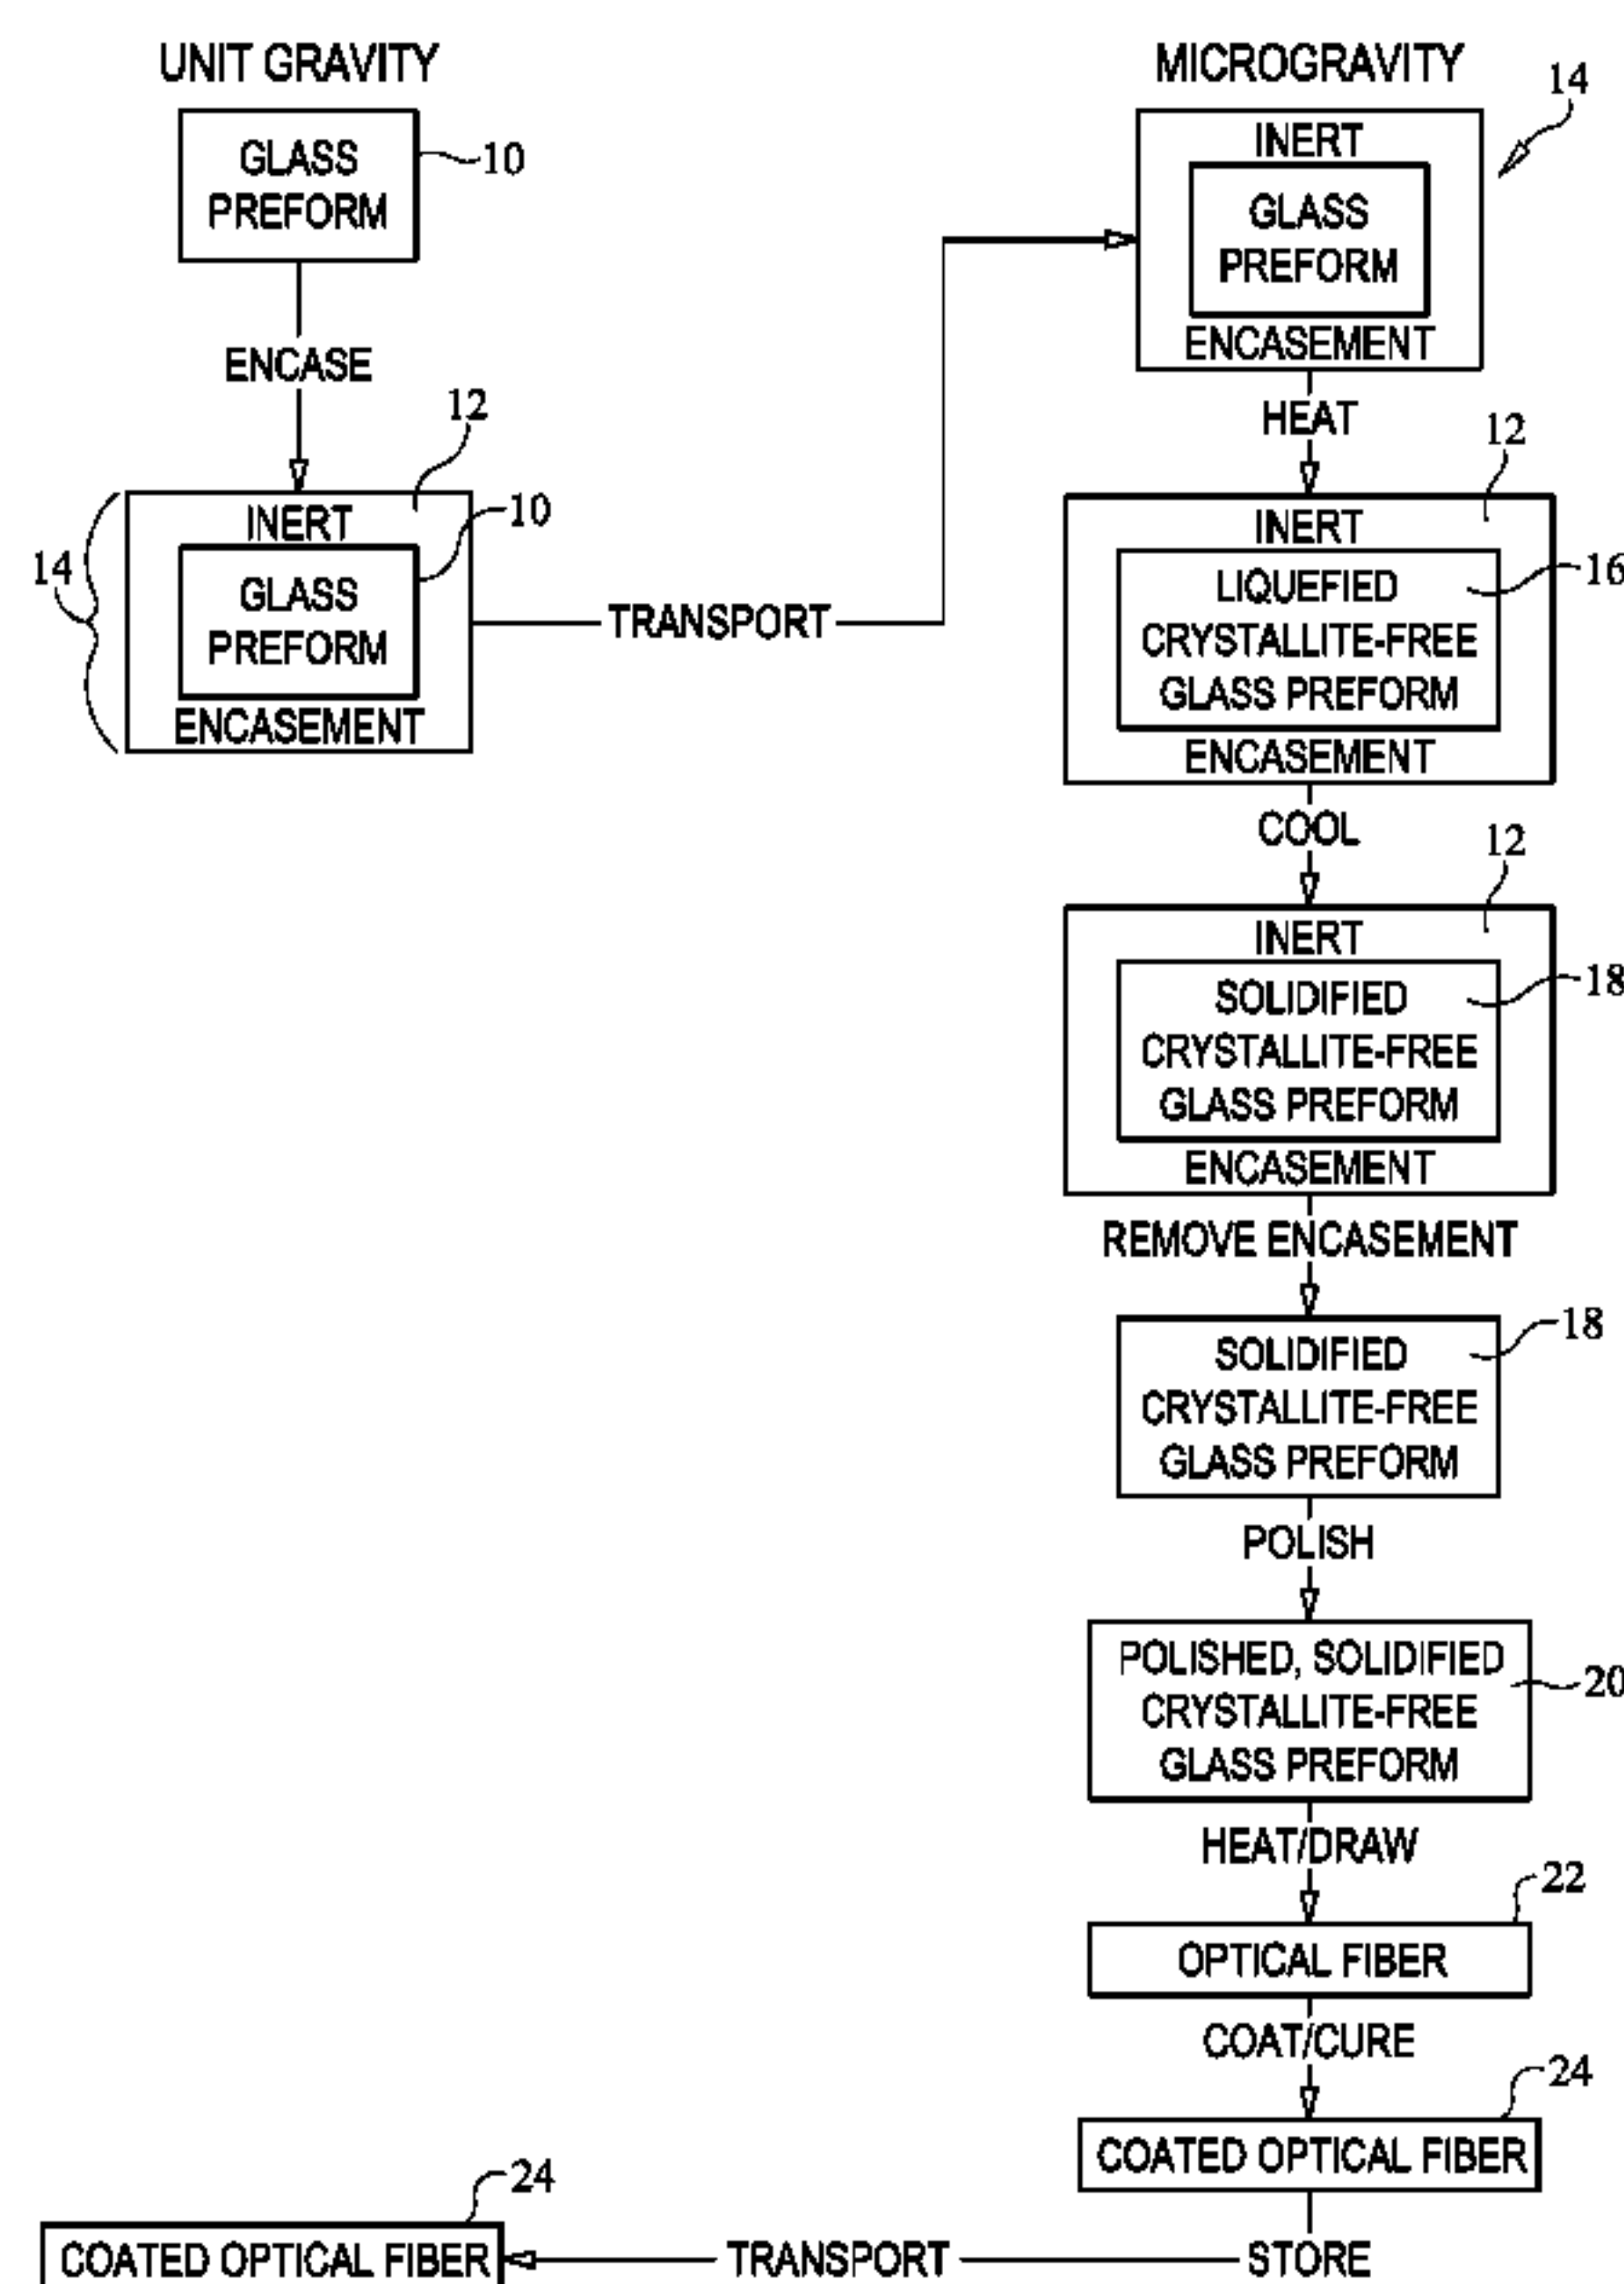 UNIT GRAVITY
GLASS
PREFORM
10
ENCASE
12
INERT
10
14
GLASS
PREFORM
ENCASEMENT
TRANSPORT
MICROGRAVITY
14
INERT
GLASS
PREFORM
ENCASEMENT
HEAT
12
INERT
16
LIQUEFIED
CRYSTALLITE-FREE
GLASS PREFORM
ENCASEMENT
COOL
12
INERT
18
SOLIDIFIED
CRYSTALLITE-FREE
GLASS PREFORM
ENCASEMENT
REMOVE ENCASEMENT
18
SOLIDIFIED
CRYSTALLITE-FREE
GLASS PREFORM
POLISH
POLISHED, SOLIDIFIED
20
CRYSTALLITE-FREE
GLASS PREFORM
HEAT/DRAW
22
OPTICAL FIBER
COAT/CURE
24
COATED OPTICAL FIBER
STORE
TRANSPORT
24
COATED OPTICAL FIBER